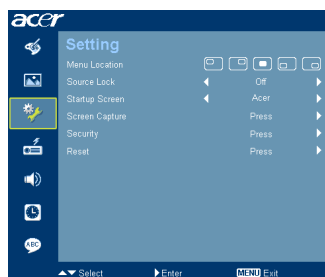 acer
Setting
Menu Location
Source Lock Off
Startup Screen Acer
Screen Capture Press
Security Press
Reset Press
ABC
Select Enter MENU Exit